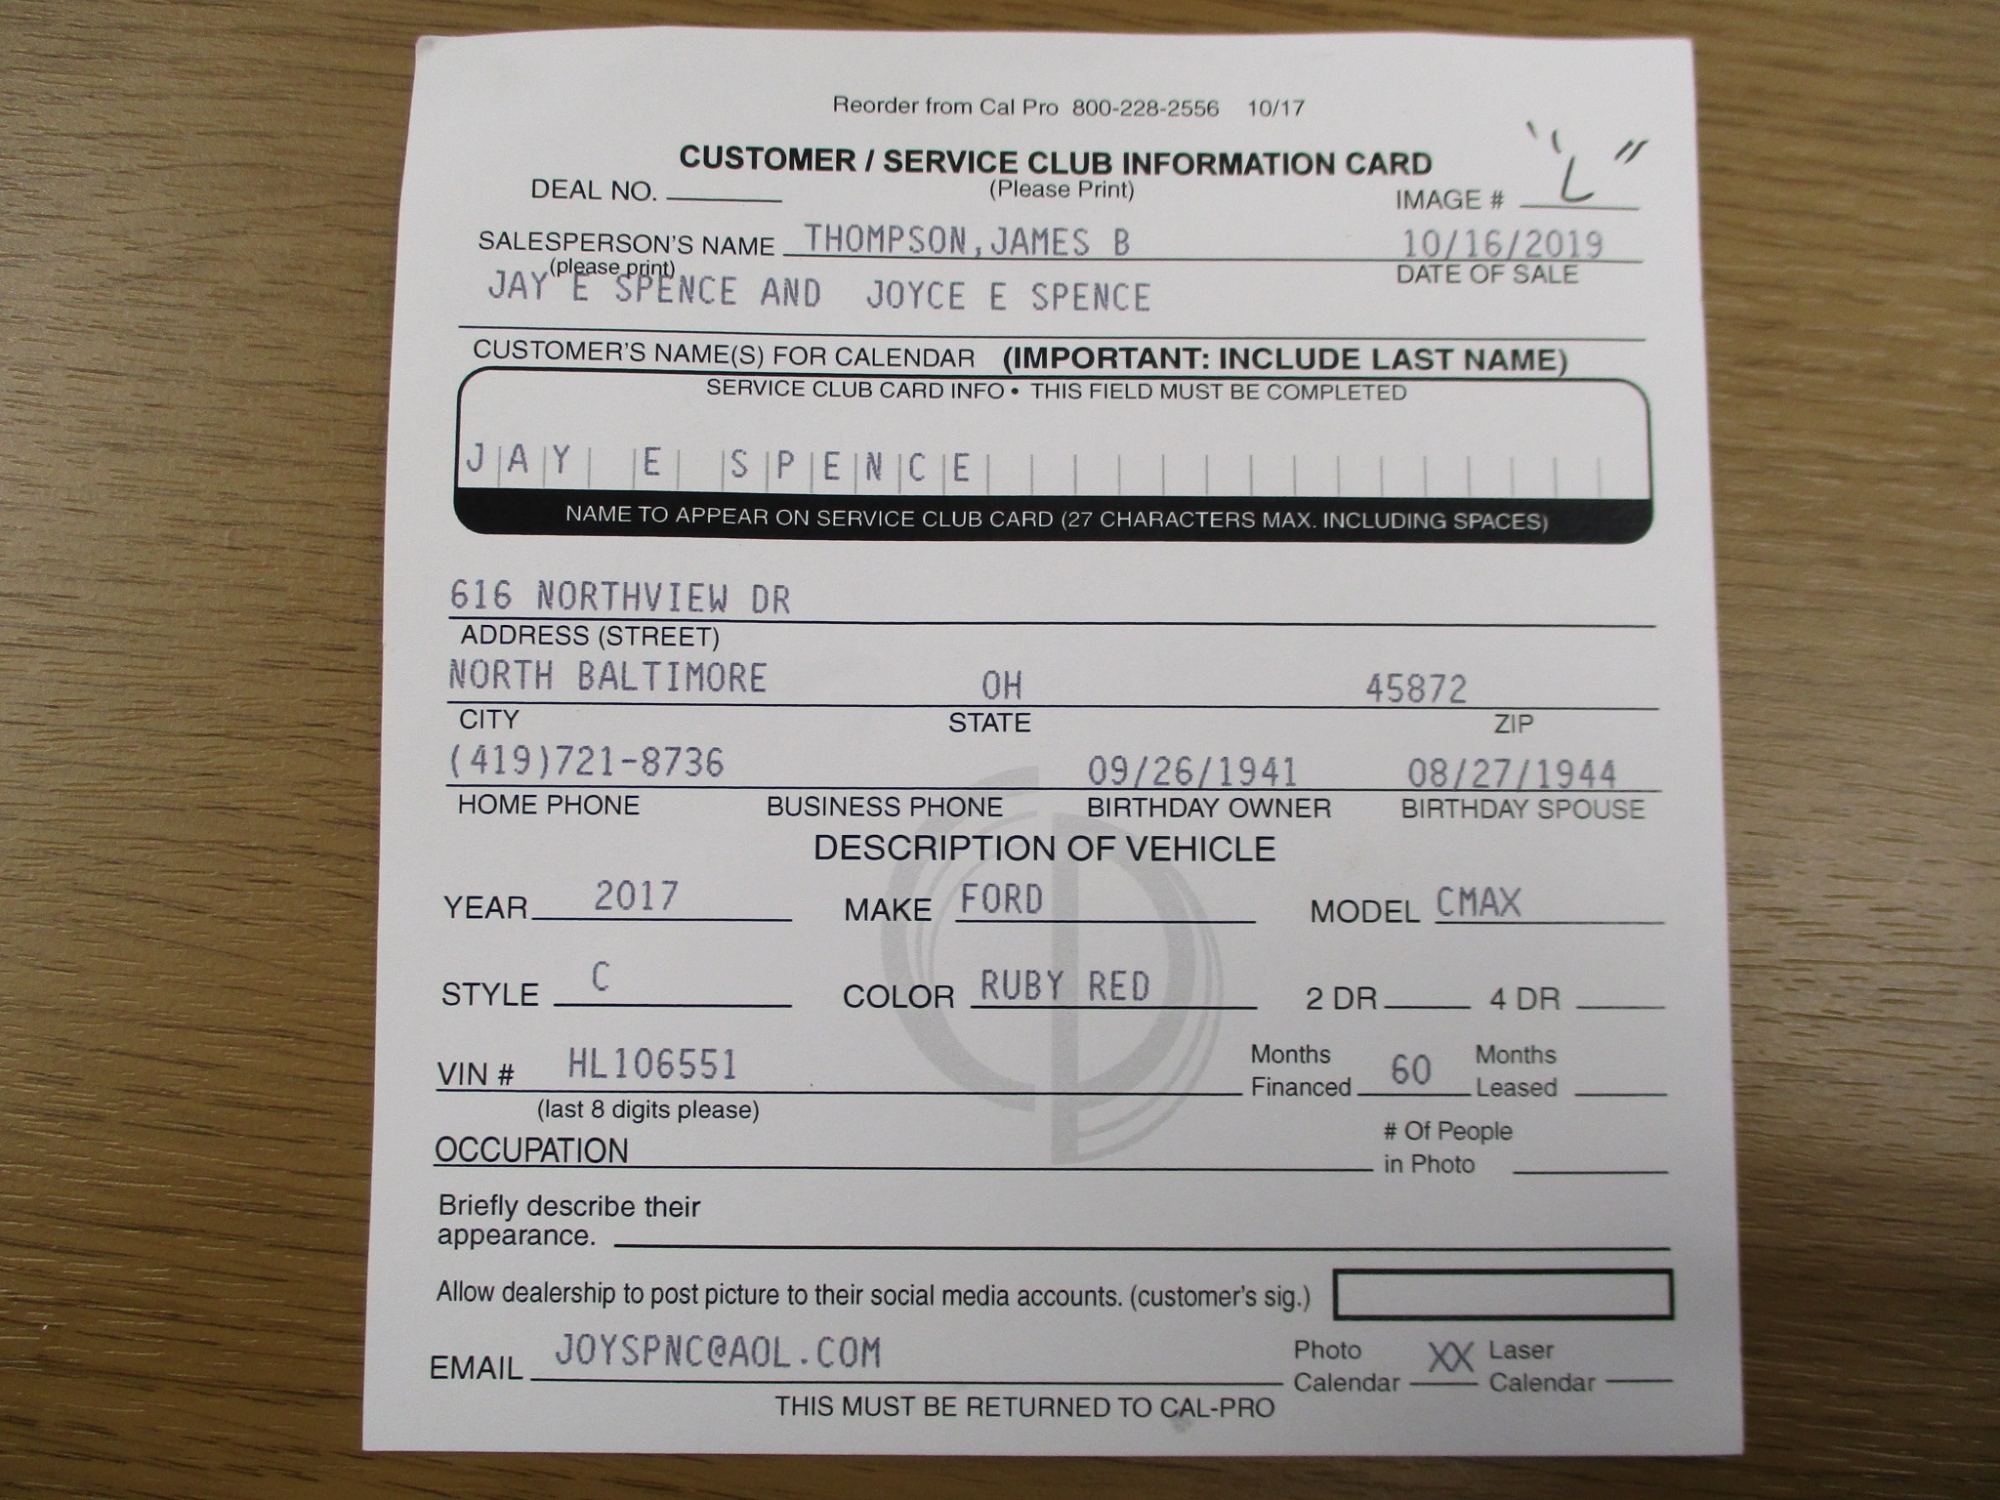 Reorder from Cal Pro 800-228-2556 10/17
CUSTOMER / SERVICE CLUB INFORMATION CARD
DEAL NO. (Please Print) IMAGE # "L"
SALESPERSON'S NAME THOMPSON,JAMES B 10/16/2019
(please print) DATE OF SALE
JAY E SPENCE AND JOYCE E SPENCE
CUSTOMER'S NAME(S) FOR CALENDAR (IMPORTANT: INCLUDE LAST NAME)
SERVICE CLUB CARD INFO • THIS FIELD MUST BE COMPLETED
JAY E SPENCE
NAME TO APPEAR ON SERVICE CLUB CARD (27 CHARACTERS MAX. INCLUDING SPACES)
616 NORTHVIEW DR
ADDRESS (STREET)
NORTH BALTIMORE OH 45872
CITY STATE ZIP
(419)721-8736 09/26/1941 08/27/1944
HOME PHONE BUSINESS PHONE BIRTHDAY OWNER BIRTHDAY SPOUSE
DESCRIPTION OF VEHICLE
YEAR 2017 MAKE FORD MODEL CMAX
STYLE C COLOR RUBY RED 2 DR 4 DR
VIN # HL106551 Months Financed 60 Months Leased
(last 8 digits please)
OCCUPATION # Of People in Photo
Briefly describe their
appearance.
Allow dealership to post picture to their social media accounts. (customer's sig.)
EMAIL JOYSPNC@AOL.COM Photo Calendar XX Laser Calendar
THIS MUST BE RETURNED TO CAL-PRO